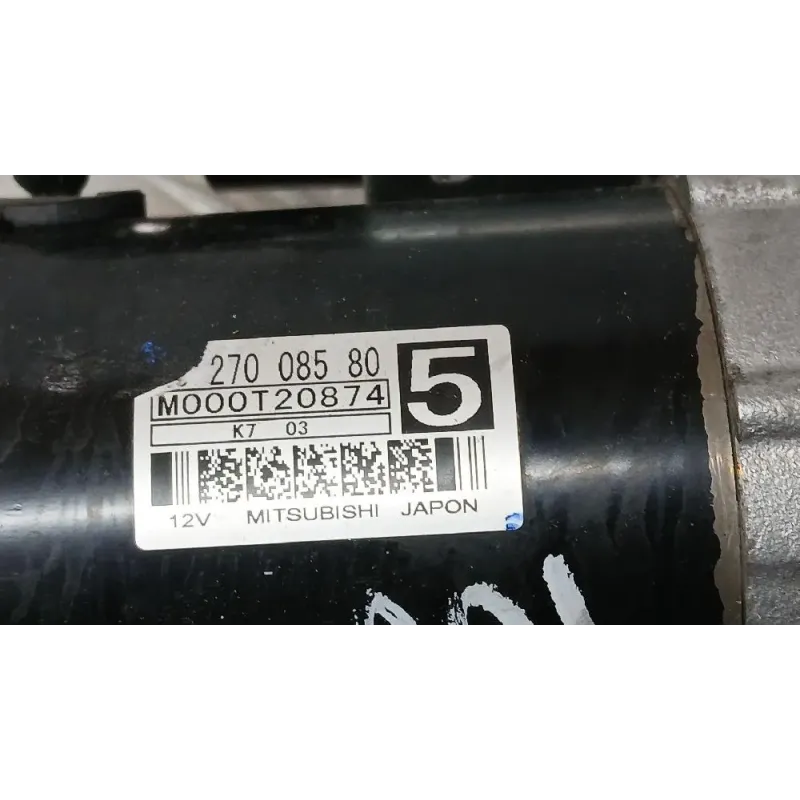 270 085 80
5
M000T20874
K7 03
12V MITSUBISHI JAPON